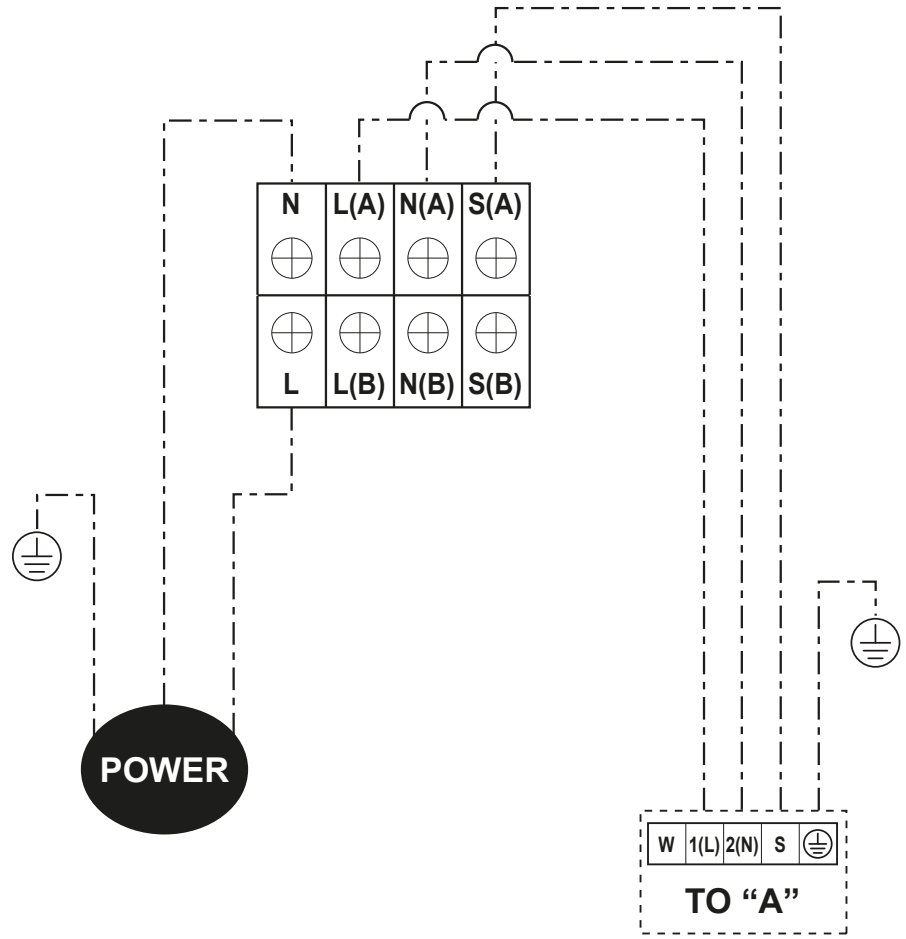 N L(A) N(A) S(A)
L L(B) N(B) S(B)
POWER
W 1(L) 2(N) S
TO “A”